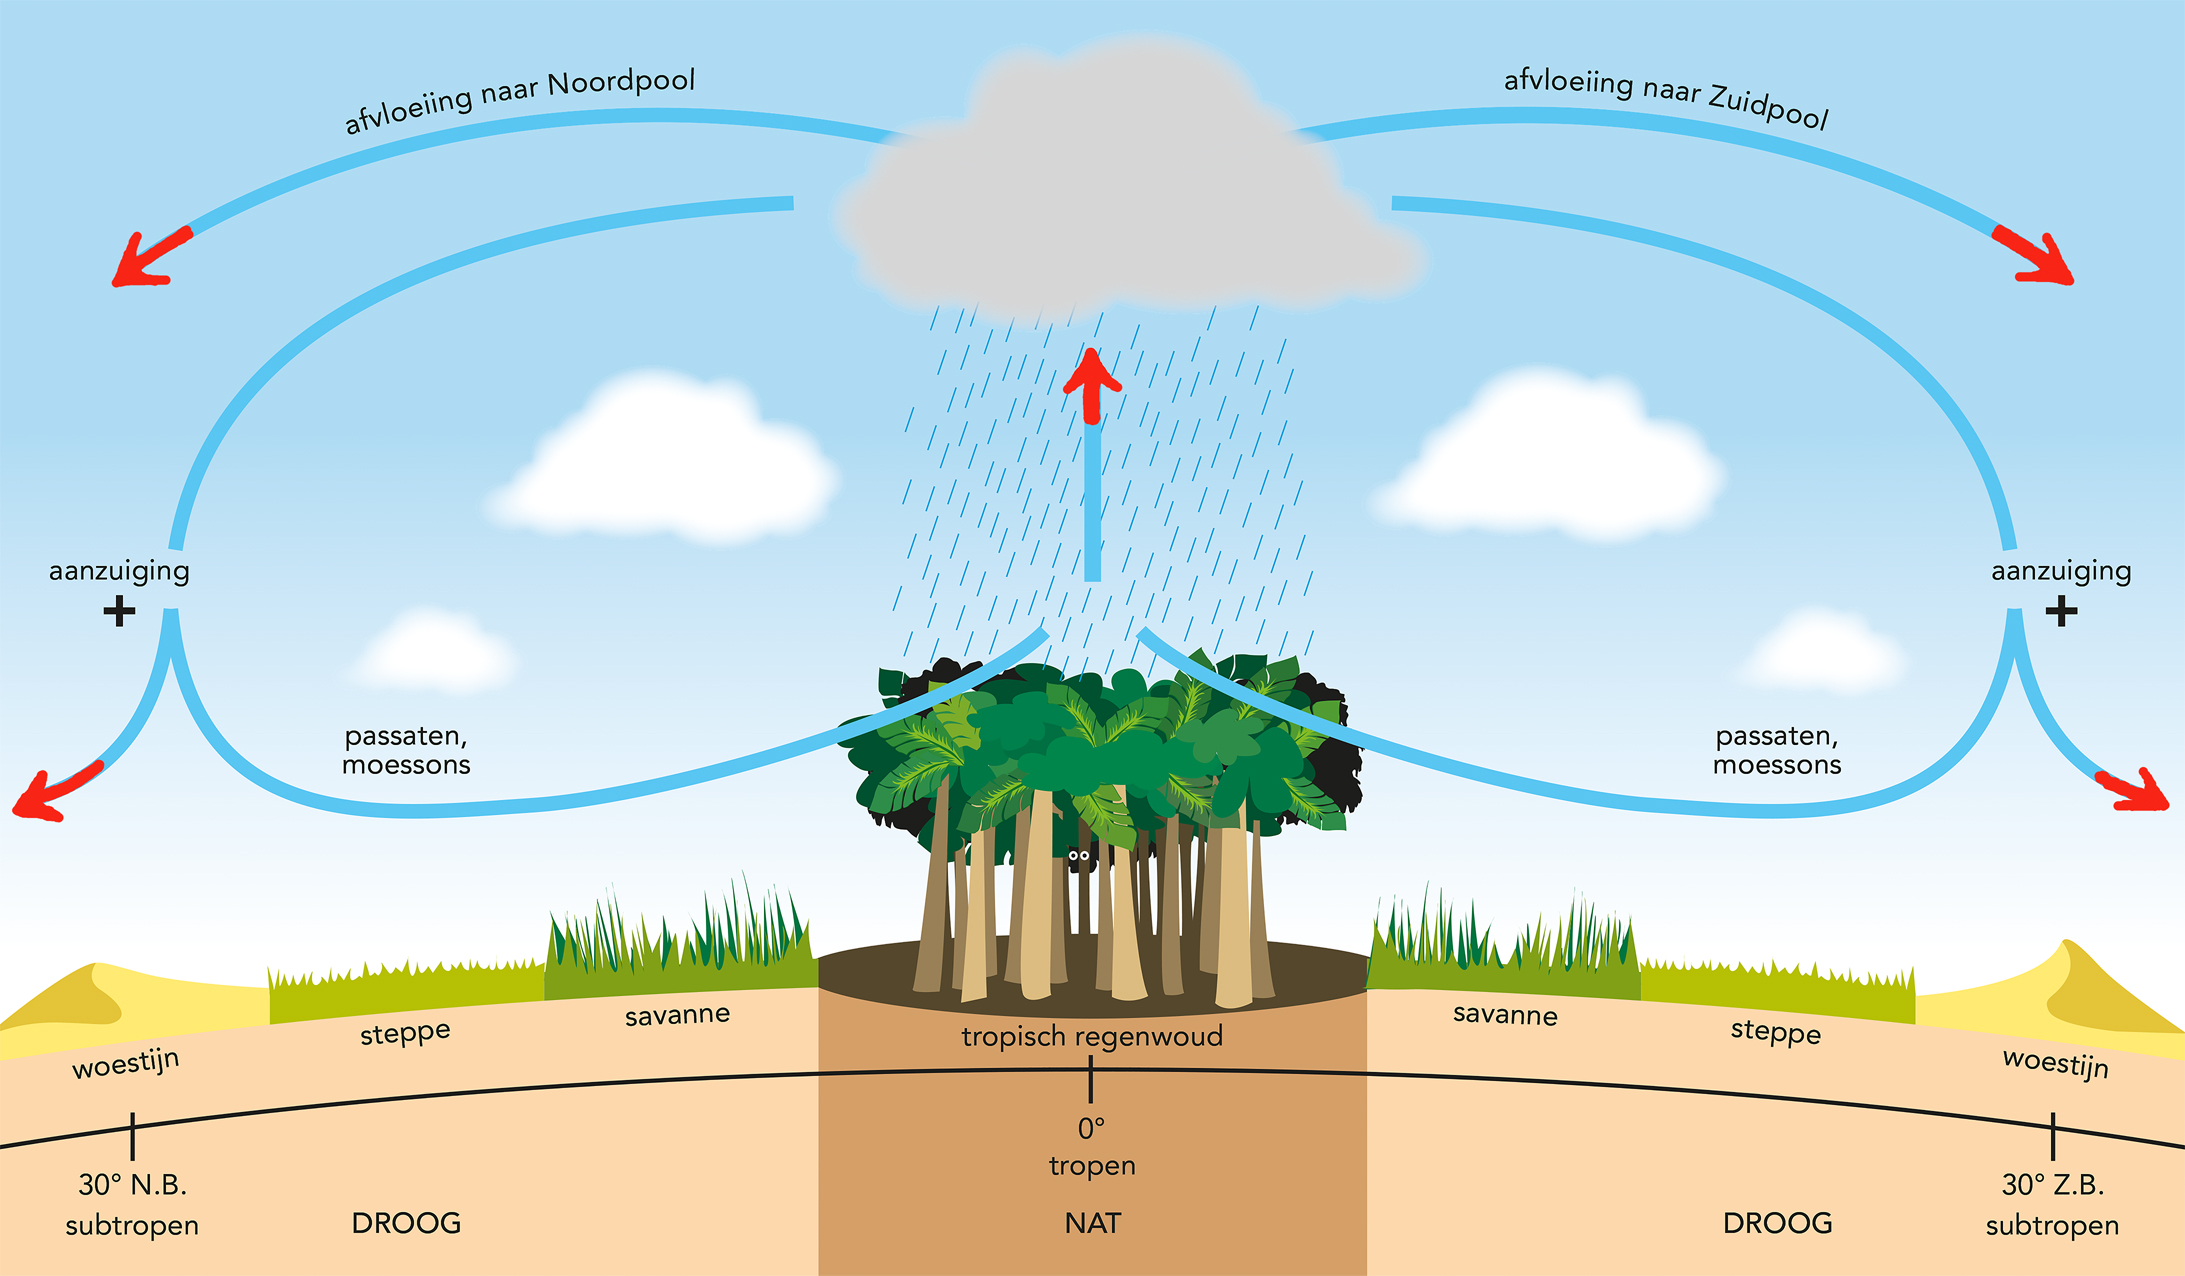 afvloeiing naar Noordpool
afvloeiing naar Zuidpool
aanzuiging
+
aanzuiging
+
passaten,
moessons
passaten,
moessons
woestijn
steppe
savanne
tropisch regenwoud
savanne
steppe
woestijn
30° N.B.
subtropen
DROOG
0°
tropen
NAT
DROOG
30° Z.B.
subtropen